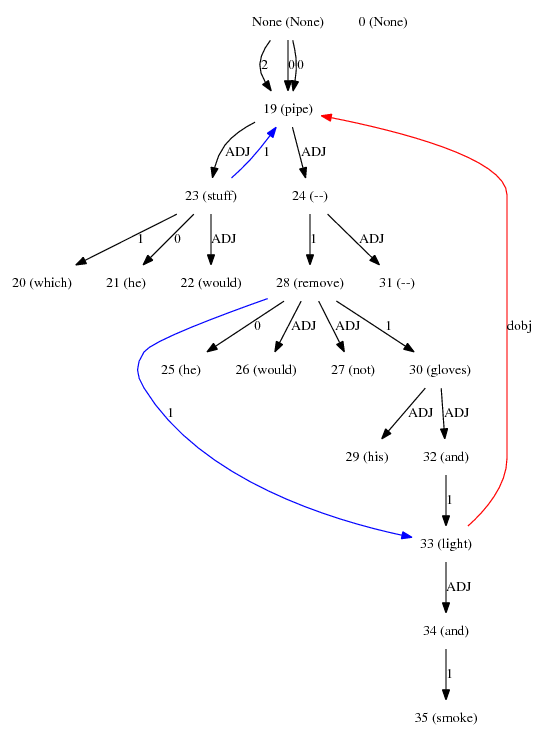 None (None) 0 (None)
2 0 0
19 (pipe)
ADJ 1 ADJ
23 (stuff) 24 (--)
1 0 ADJ 1 ADJ
20 (which) 21 (he) 22 (would) 28 (remove) 31 (--)
0 ADJ ADJ 1 dobj
25 (he) 26 (would) 27 (not) 30 (gloves)
1 ADJ ADJ
29 (his) 32 (and)
1
33 (light)
ADJ
34 (and)
1
35 (smoke)